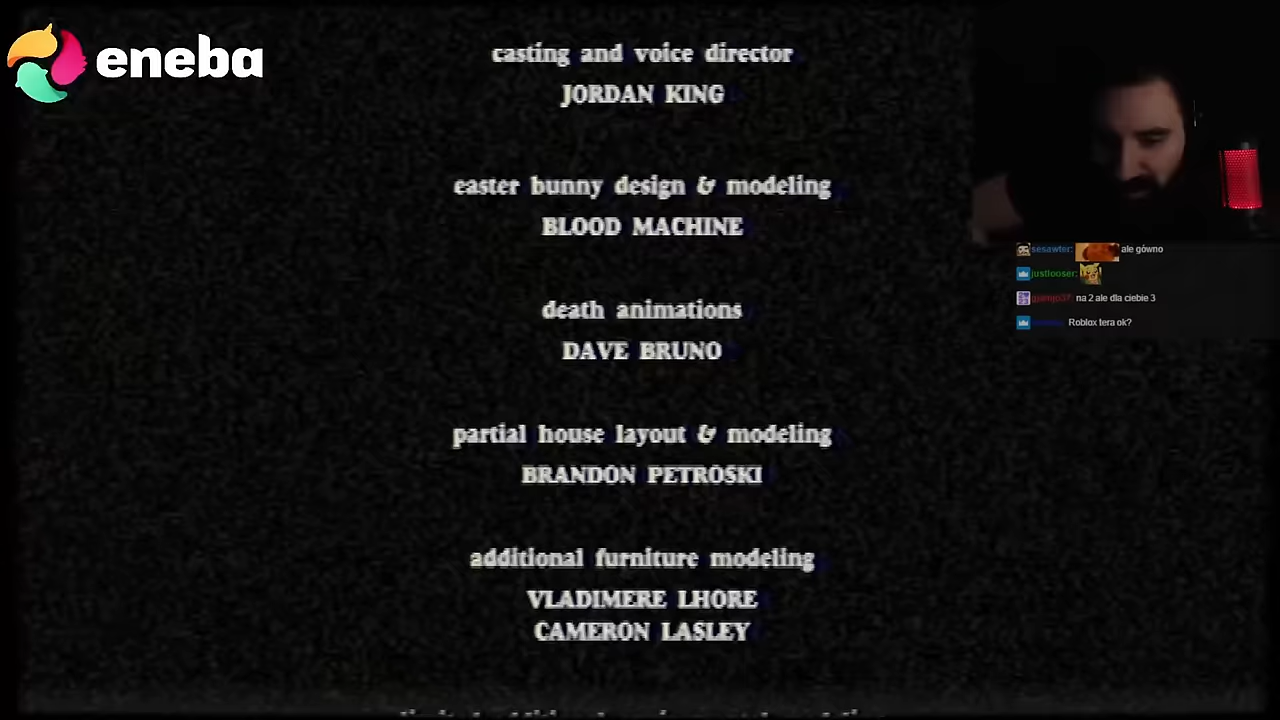 eneba
casting and voice director
JORDAN KING
easter bunny design & modeling
BLOOD MACHINE
death animations
DAVE BRUNO
partial house layout & modeling
BRANDON PETROSKI
additional furniture modeling
VLADIMERE LHORE
CAMERON LASLEY
sesawter: ale gówno
justlooser:
na 2 ale dla ciebie 3
Roblox tera ok?